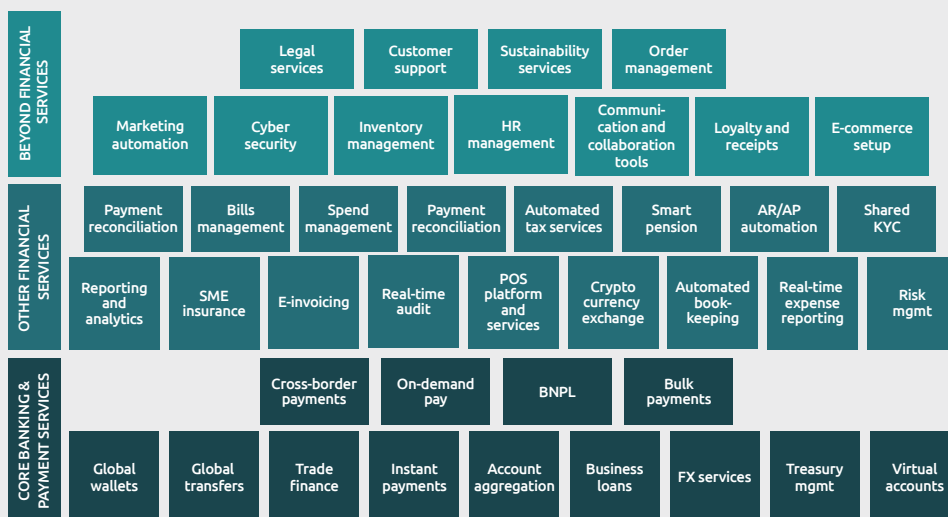 BEYOND FINANCIAL
SERVICES
Legal
services
Customer
support
Sustainability
services
Order
management
Marketing
automation
Cyber
security
Inventory
management
HR
management
Communi-
cation and
collaboration
tools
Loyalty and
receipts
E-commerce
setup
OTHER FINANCIAL
SERVICES
Payment
reconciliation
Bills
management
Spend
management
Payment
reconciliation
Automated
tax services
Smart
pension
AR/AP
automation
Shared
KYC
Reporting
and
analytics
SME
insurance
E-invoicing
Real-time
audit
POS
platform
and
services
Crypto
currency
exchange
Automated
book-
keeping
Real-time
expense
reporting
Risk
mgmt
CORE BANKING &
PAYMENT SERVICES
Cross-border
payments
On-demand
pay
BNPL
Bulk
payments
Global
wallets
Global
transfers
Trade
finance
Instant
payments
Account
aggregation
Business
loans
FX services
Treasury
mgmt
Virtual
accounts